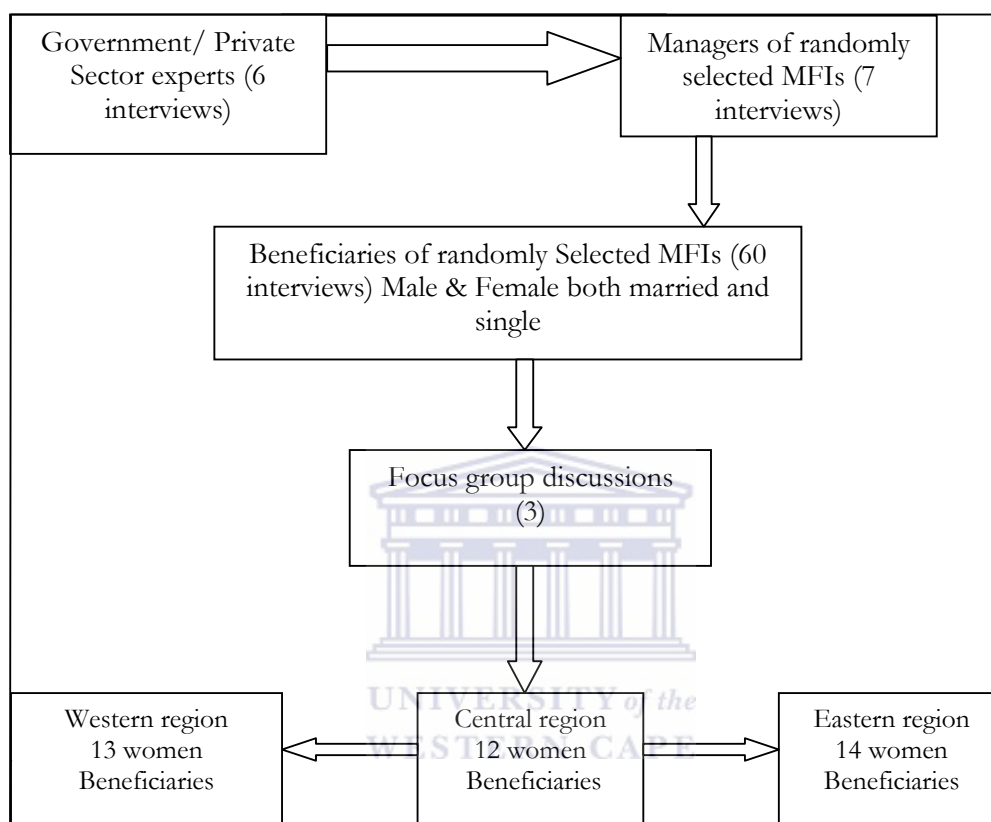 Government/ Private
Sector experts (6
interviews)
Managers of randomly
selected MFIs (7
interviews)
Beneficiaries of randomly Selected MFIs (60
interviews) Male & Female both married and
single
Focus group discussions
(3)
UNIVERSITY of the
WESTERN CAPE
Western region
13 women
Beneficiaries
Central region
12 women
Beneficiaries
Eastern region
14 women
Beneficiaries